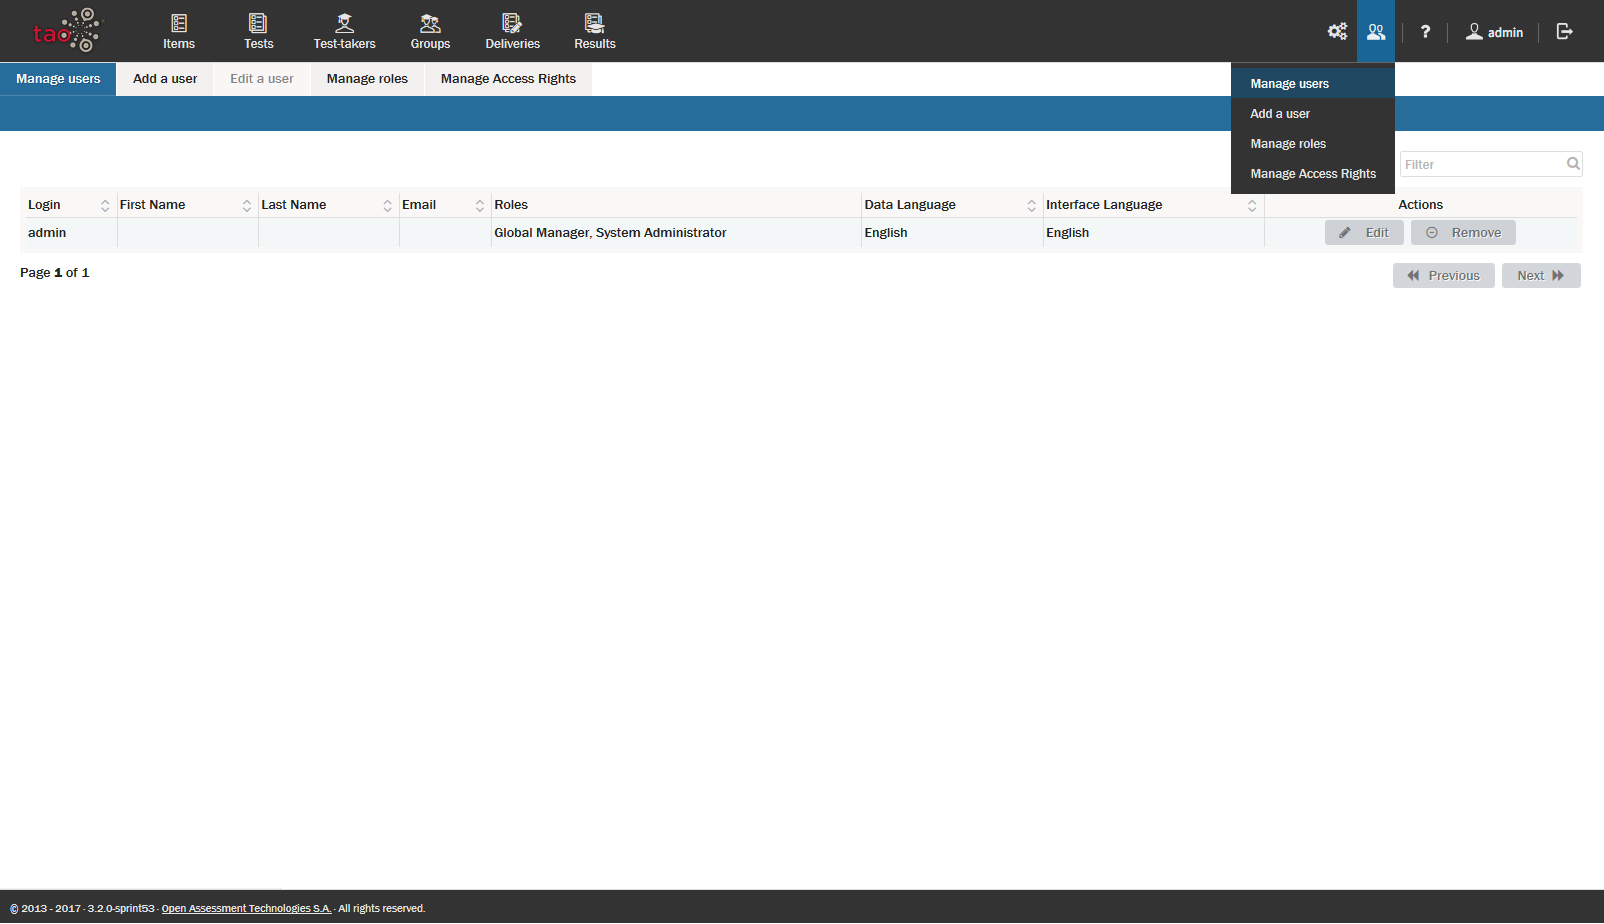 tao
Items
Tests
Test-takers
Groups
Deliveries
Results
?
admin
Manage users
Add a user
Edit a user
Manage roles
Manage Access Rights
Manage users
Add a user
Manage roles
Manage Access Rights
Filter
Login
First Name
Last Name
Email
Roles
Data Language
Interface Language
Actions
admin
Global Manager, System Administrator
English
English
Edit
Remove
Page 1 of 1
Previous
Next
© 2013 - 2017 · 3.2.0-sprint53 · Open Assessment Technologies S.A. · All rights reserved.